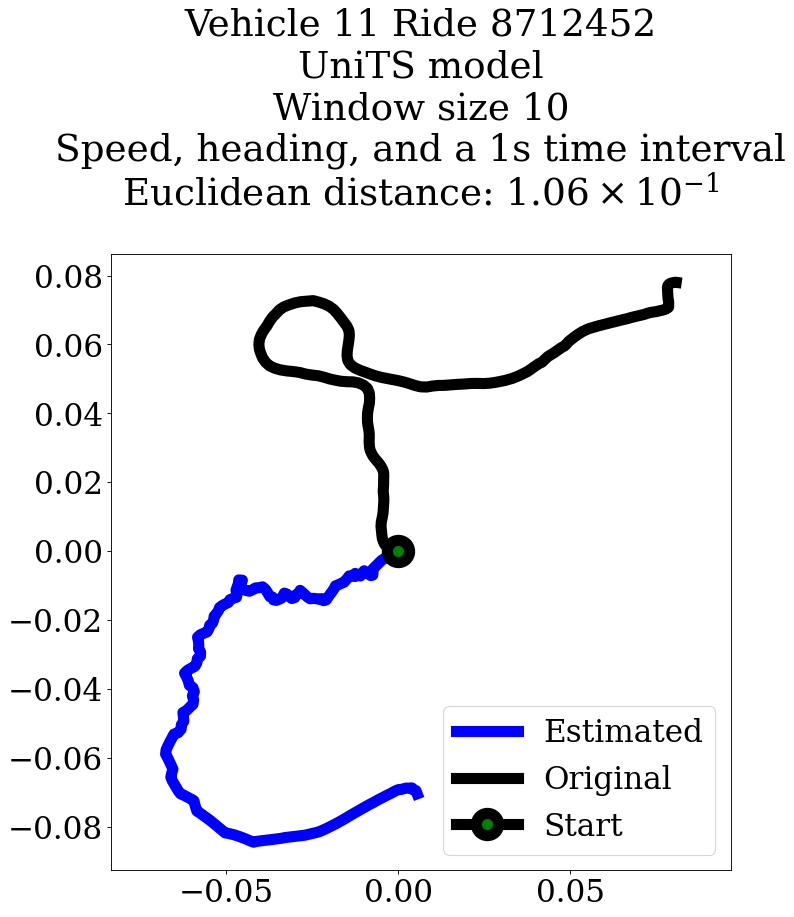 Vehicle 11 Ride 8712452
UniTS model
Window size 10
Speed, heading, and a 1s time interval
Euclidean distance: 1.06 × 10⁻¹
0.08
0.06
0.04
0.02
0.00
−0.02
−0.04
−0.06
−0.08
Estimated
Original
Start
−0.05 0.00 0.05